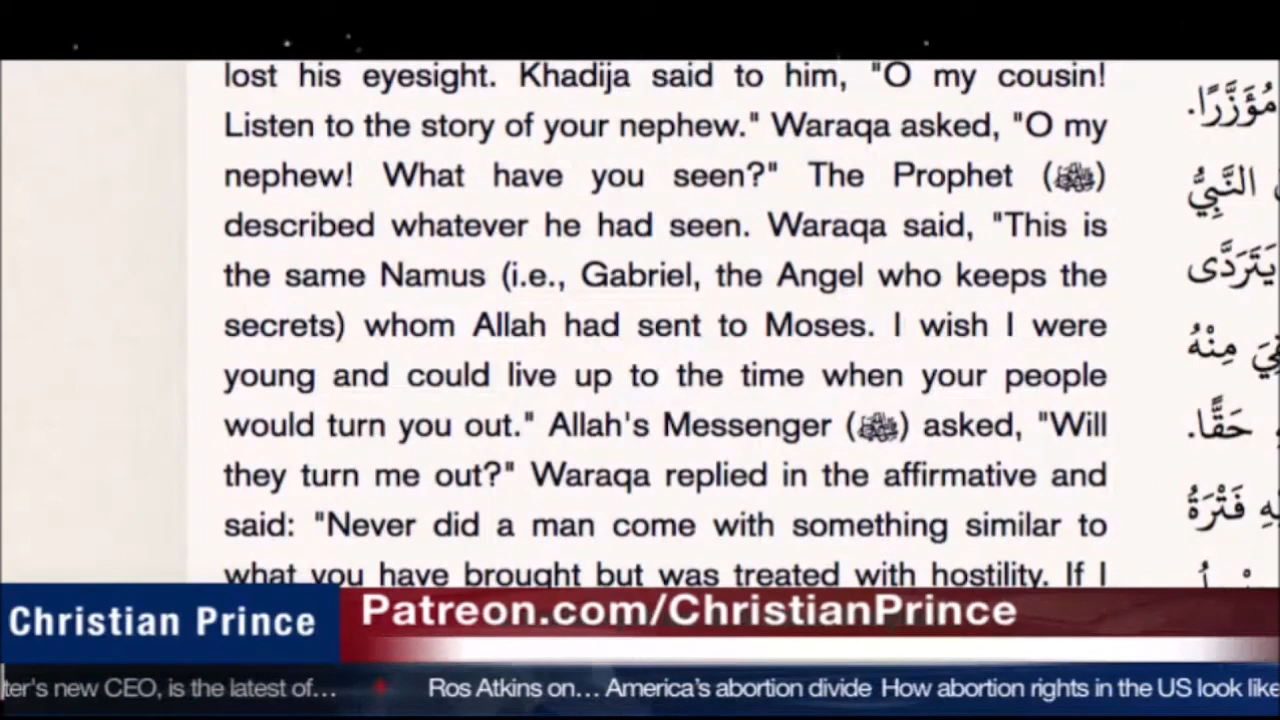 lost his eyesight. Khadija said to him, "O my cousin!
Listen to the story of your nephew." Waraqa asked, "O my
nephew! What have you seen?" The Prophet (ﷺ)
described whatever he had seen. Waraqa said, "This is
the same Namus (i.e., Gabriel, the Angel who keeps the
secrets) whom Allah had sent to Moses. I wish I were
young and could live up to the time when your people
would turn you out." Allah's Messenger (ﷺ) asked, "Will
they turn me out?" Waraqa replied in the affirmative and
said: "Never did a man come with something similar to
what you have brought but was treated with hostility. If I
مُؤَزَّرًا.
النَّبِيُّ
يَتَرَدَّى
مِنْهُ
حَقًّا.
فَتْرَةُ
Christian Prince
Patreon.com/ChristianPrince
ter's new CEO, is the latest of... Ros Atkins on... America's abortion divide How abortion rights in the US look like